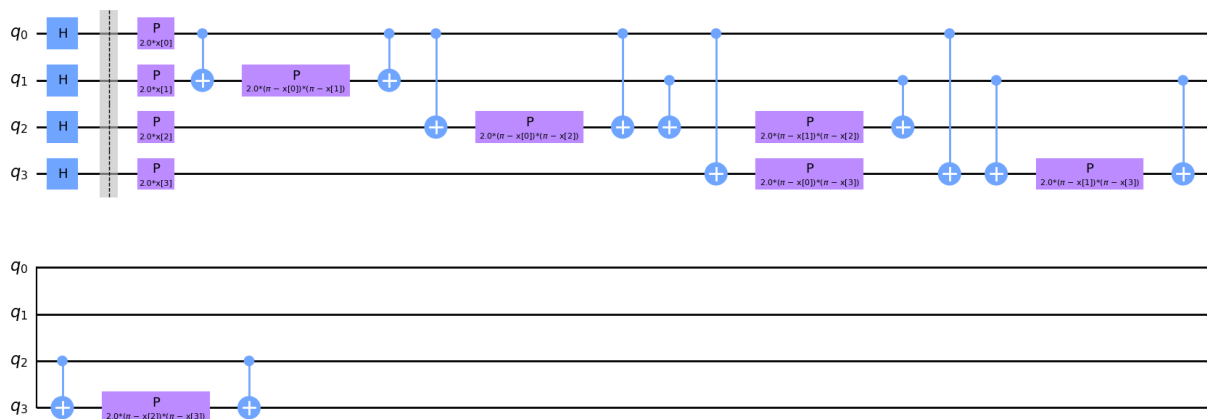 q0 H P 2.0*x[0]
q1 H P 2.0*x[1] P 2.0*(π − x[0])*(π − x[1])
q2 H P 2.0*x[2] P 2.0*(π − x[0])*(π − x[2]) P 2.0*(π − x[1])*(π − x[2])
q3 H P 2.0*x[3] P 2.0*(π − x[0])*(π − x[3]) P 2.0*(π − x[1])*(π − x[3])
q0
q1
q2
q3 P 2.0*(π − x[2])*(π − x[3])